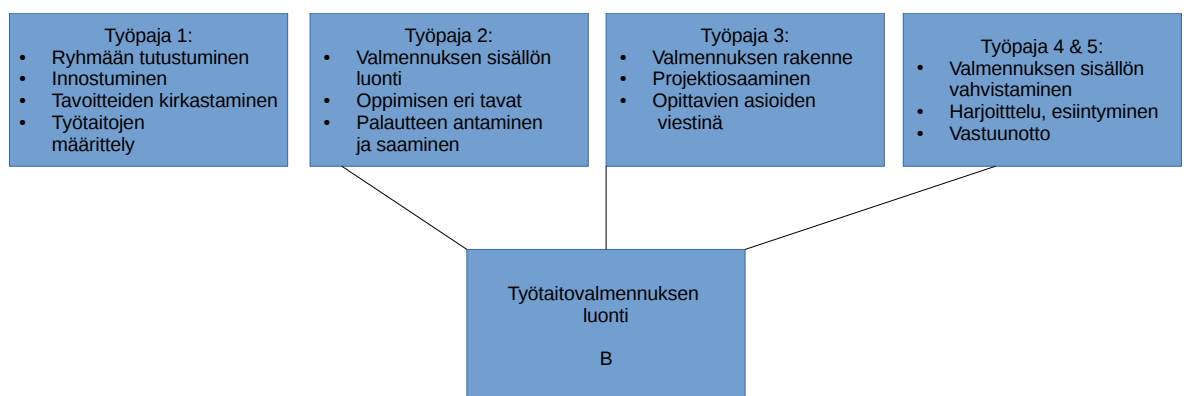 Työpaja 1:
• Ryhmään tutustuminen
• Innostuminen
• Tavoitteiden kirkastaminen
• Työtaitojen
määrittely
Työpaja 2:
• Valmennuksen sisällön
luonti
• Oppimisen eri tavat
• Palautteen antaminen
ja saaminen
Työpaja 3:
• Valmennuksen rakenne
• Projektiosaaminen
• Opittavien asioiden
viestinä
Työpaja 4 & 5:
• Valmennuksen sisällön
vahvistaminen
• Harjoitttelu, esiintyminen
• Vastuunotto
Työtaitovalmennuksen
luonti
B